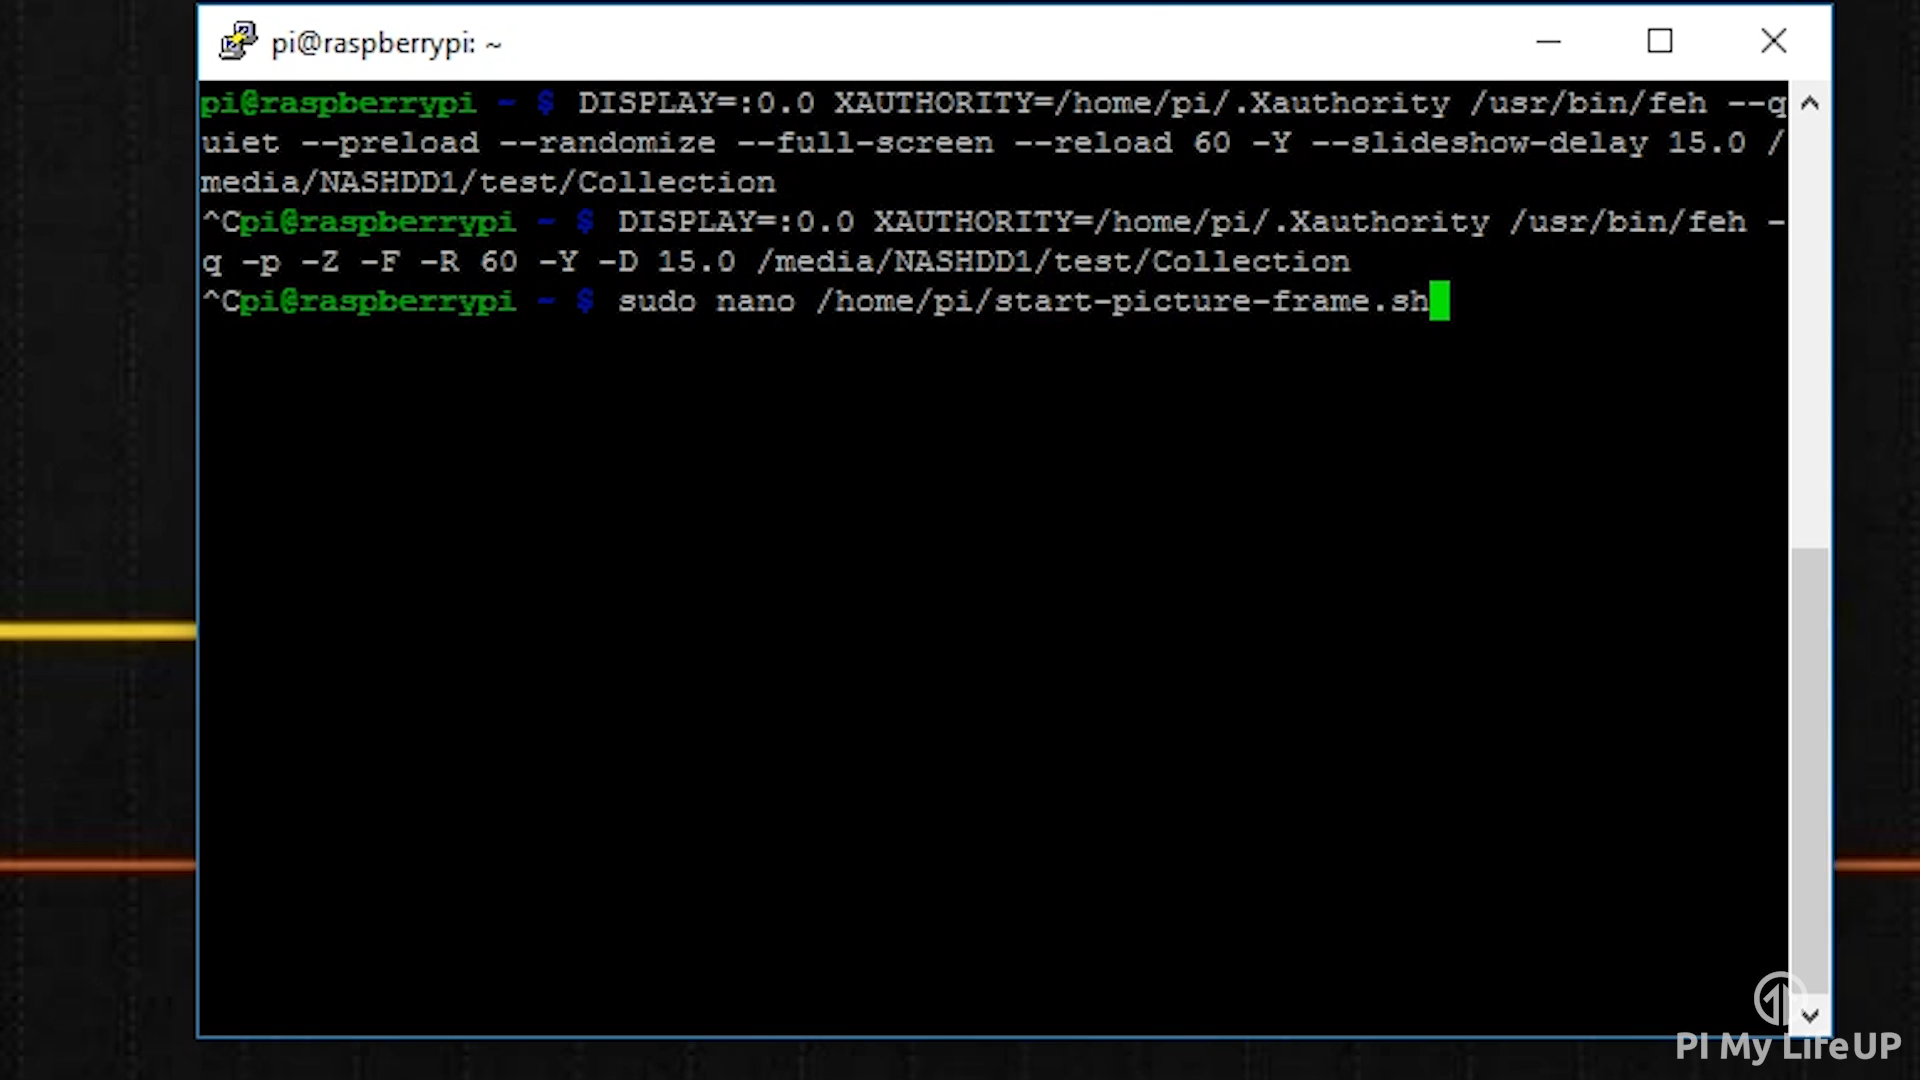 pi@raspberrypi: ~
pi@raspberrypi ~ $ DISPLAY=:0.0 XAUTHORITY=/home/pi/.Xauthority /usr/bin/feh --q
uiet --preload --randomize --full-screen --reload 60 -Y --slideshow-delay 15.0 /
media/NASHDD1/test/Collection
^Cpi@raspberrypi ~ $ DISPLAY=:0.0 XAUTHORITY=/home/pi/.Xauthority /usr/bin/feh -
q -p -Z -F -R 60 -Y -D 15.0 /media/NASHDD1/test/Collection
^Cpi@raspberrypi ~ $ sudo nano /home/pi/start-picture-frame.sh
PI My LifeUP